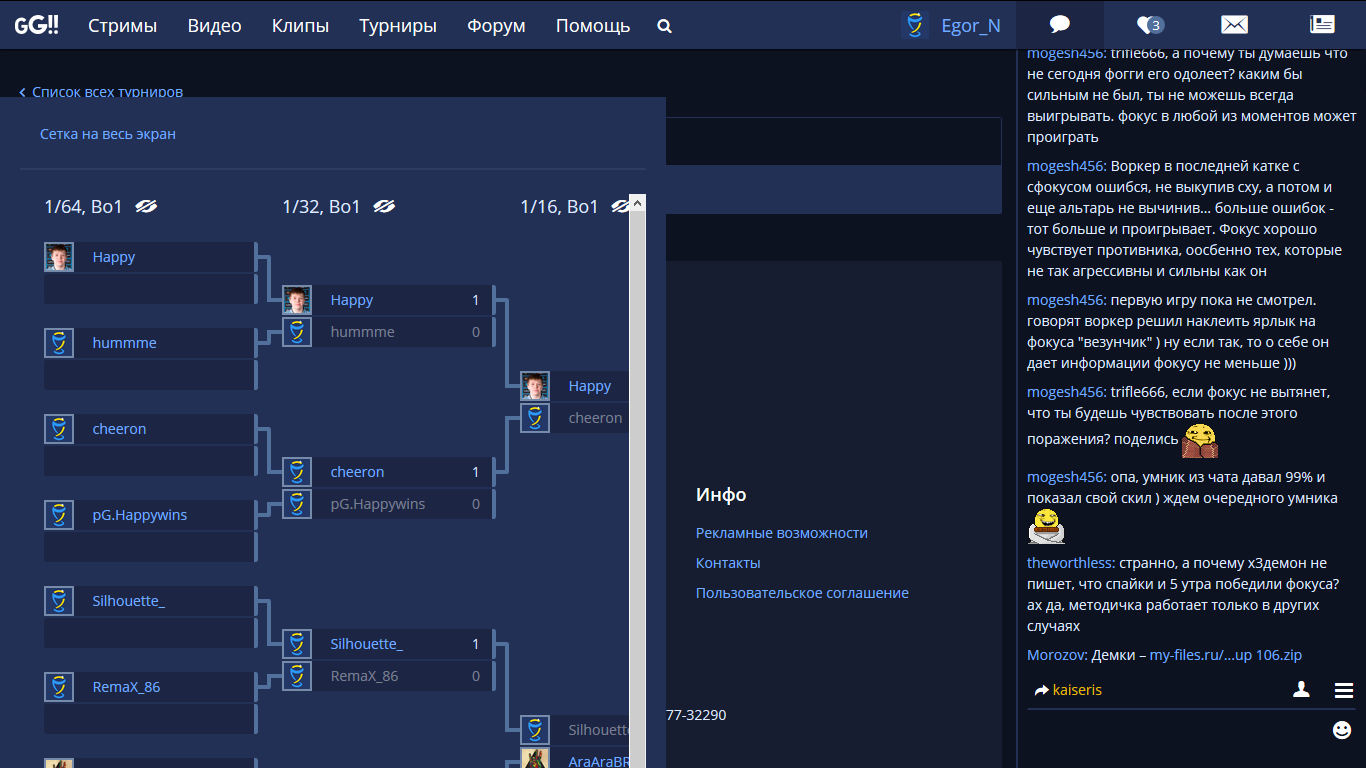 GG!! Стримы Видео Клипы Турниры Форум Помощь Egor_N 3
Список всех турниров
Сетка на весь экран
1/64, Bo1 1/32, Bo1 1/16, Bo1
Happy
Happy 1
hummme 0
hummme
Happy
cheeron
cheeron
cheeron 1
pG.Happywins 0
pG.Happywins
Silhouette_
Silhouette_ 1
RemaX_86 0
RemaX_86
Silhouette
AraAraBR
Инфо
Рекламные возможности
Контакты
Пользовательское соглашение
77-32290
mogesh456: trifle666, а почему ты думаешь что
не сегодня фогги его одолеет? каким бы
сильным не был, ты не можешь всегда
выигрывать. фокус в любой из моментов может
проиграть
mogesh456: Воркер в последней катке с
сфокусом ошибся, не выкупив сху, а потом и
еще альтарь не вычинив... больше ошибок -
тот больше и проигрывает. Фокус хорошо
чувствует противника, оосбенно тех, которые
не так агрессивны и сильны как он
mogesh456: первую игру пока не смотрел.
говорят воркер решил наклеить ярлык на
фокуса "везунчик" ) ну если так, то о себе он
дает информации фокусу не меньше )))
mogesh456: trifle666, если фокус не вытянет,
что ты будешь чувствовать после этого
поражения? поделись
mogesh456: опа, умник из чата давал 99% и
показал свой скил ) ждем очередного умника
theworthless: странно, а почему х3демон не
пишет, что спайки и 5 утра победили фокуса?
ах да, методичка работает только в других
случаях
Morozov: Демки – my-files.ru/...up 106.zip
kaiseris